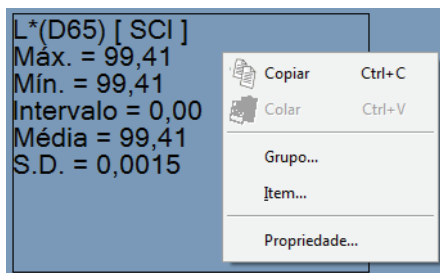 L*(D65) [ SCI ]
Máx. = 99,41
Mín. = 99,41
Intervalo = 0,00
Média = 99,41
S.D. = 0,0015
Copiar Ctrl+C
Colar Ctrl+V
Grupo...
Item...
Propriedade...